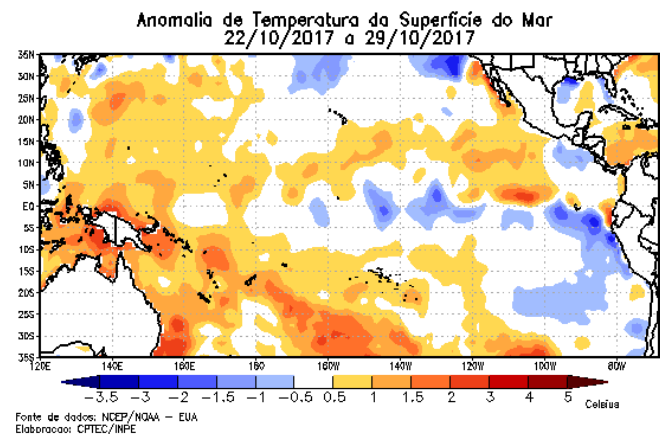 Anomalia de Temperatura da Superfície do Mar
22/10/2017 a 29/10/2017
35N
30N
25N
20N
15N
10N
5N
EQ
5S
10S
15S
20S
25S
30S
35S
120E 140E 160E 180 160W 140W 120W 100W 80W
-3.5 -3 -2 -1.5 -1 -0.5 0.5 1 1.5 2 3 4 5 Celsius
Fonte de dados: NCEP/NOAA - EUA
Elaboracao: CPTEC/INPE